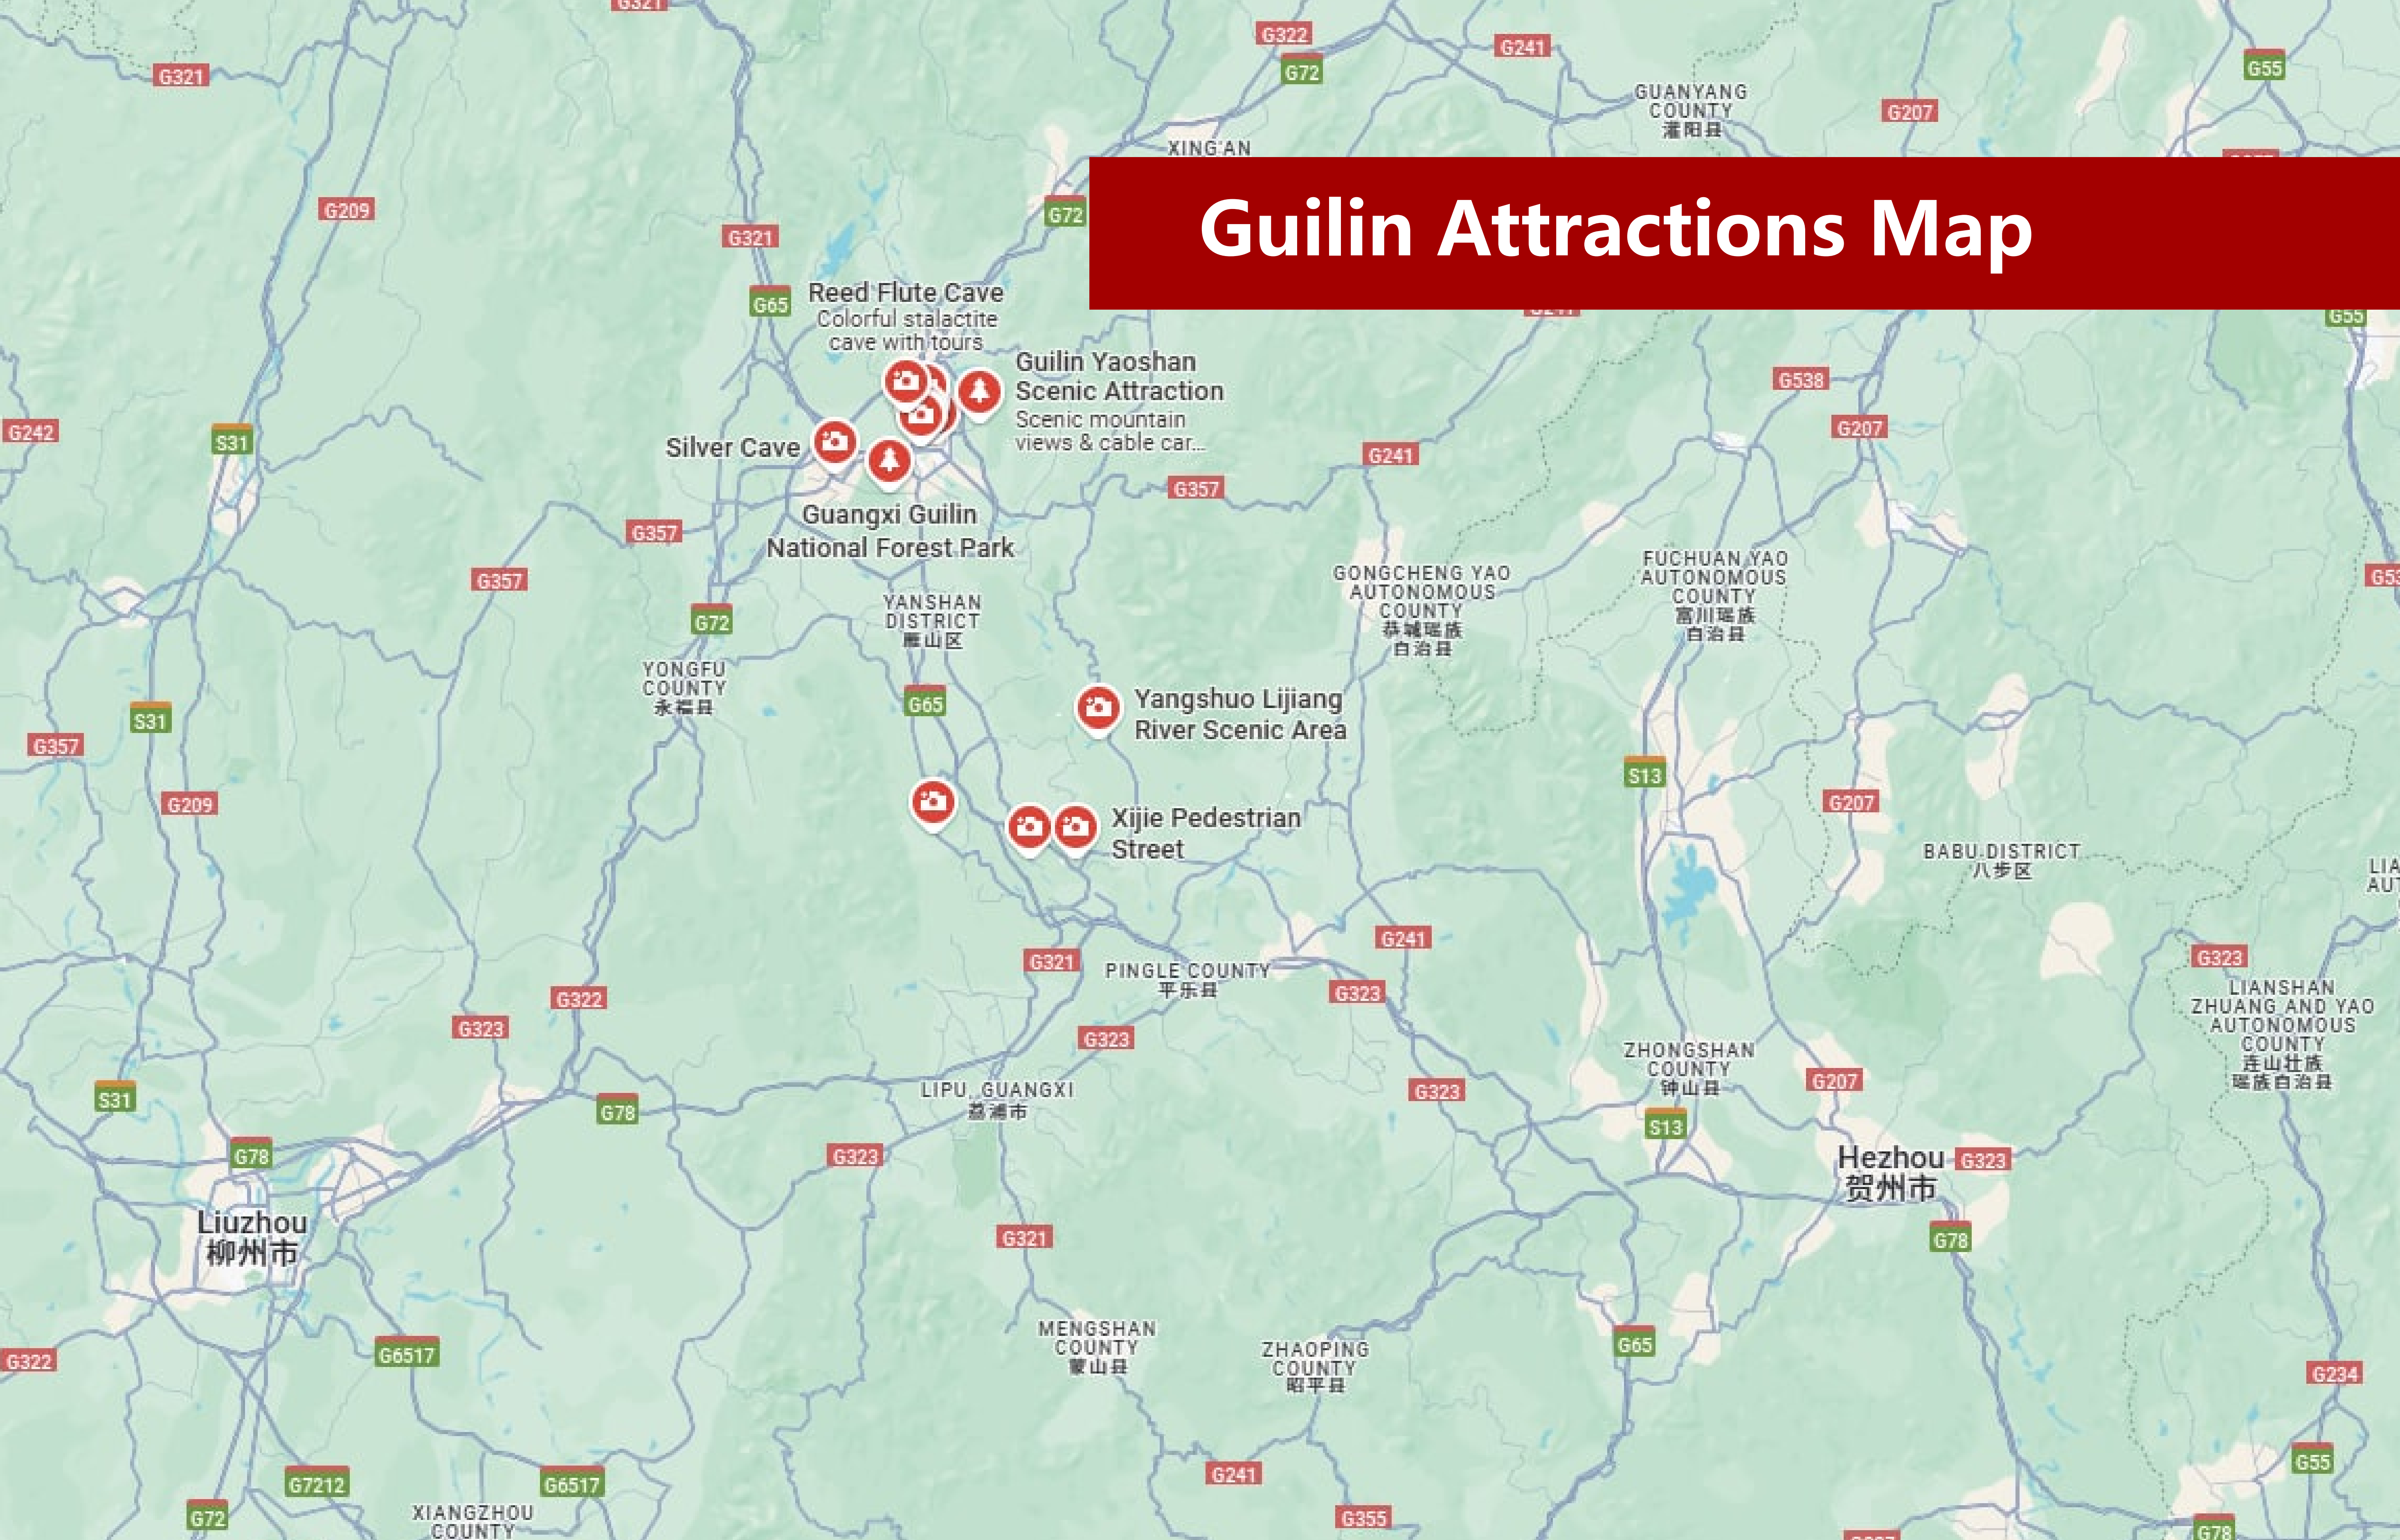 G321
G322
G241
G72
G55
G321
GUANYANG
COUNTY
灌阳县
G207
XING'AN
G209
G72
G321
Guilin Attractions Map
G65
Reed Flute Cave
Colorful stalactite
cave with tours
G55
Guilin Yaoshan
Scenic Attraction
Scenic mountain
views & cable car...
G538
G242
S31
Silver Cave
G207
G241
G357
Guangxi Guilin
National Forest Park
G357
G357
GONGCHENG YAO
AUTONOMOUS
COUNTY
恭城瑶族
自治县
FUCHUAN YAO
AUTONOMOUS
COUNTY
富川瑶族
自治县
G53
YANSHAN
DISTRICT
雁山区
G72
YONGFU
COUNTY
永福县
G65
Yangshuo Lijiang
River Scenic Area
S31
G357
S13
G209
G207
Xijie Pedestrian
Street
BABU DISTRICT
八步区
LIA
AUT
G241
G321
PINGLE COUNTY
平乐县
G323
G323
G322
G323
G323
LIANSHAN
ZHUANG AND YAO
AUTONOMOUS
COUNTY
连山壮族
瑶族自治县
ZHONGSHAN
COUNTY
钟山县
G207
G323
S31
G78
LIPU, GUANGXI
荔浦市
S13
G78
G323
Hezhou
贺州市
G323
Liuzhou
柳州市
G321
G78
MENGSHAN
COUNTY
蒙山县
ZHAOPING
COUNTY
昭平县
G65
G6517
G322
G234
G55
G241
G7212
G6517
G72
XIANGZHOU
COUNTY
G355
G78